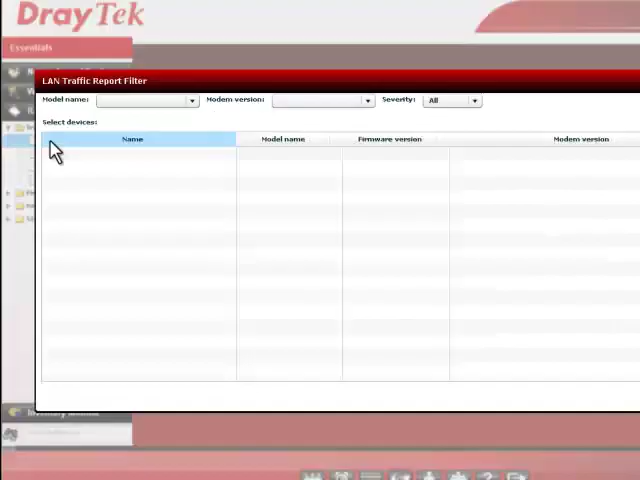 DrayTek
Essentials
LAN Traffic Report Filter
Model name: Modem version: Severity: All
Select devices:
Name Model name Firmware version Modem version